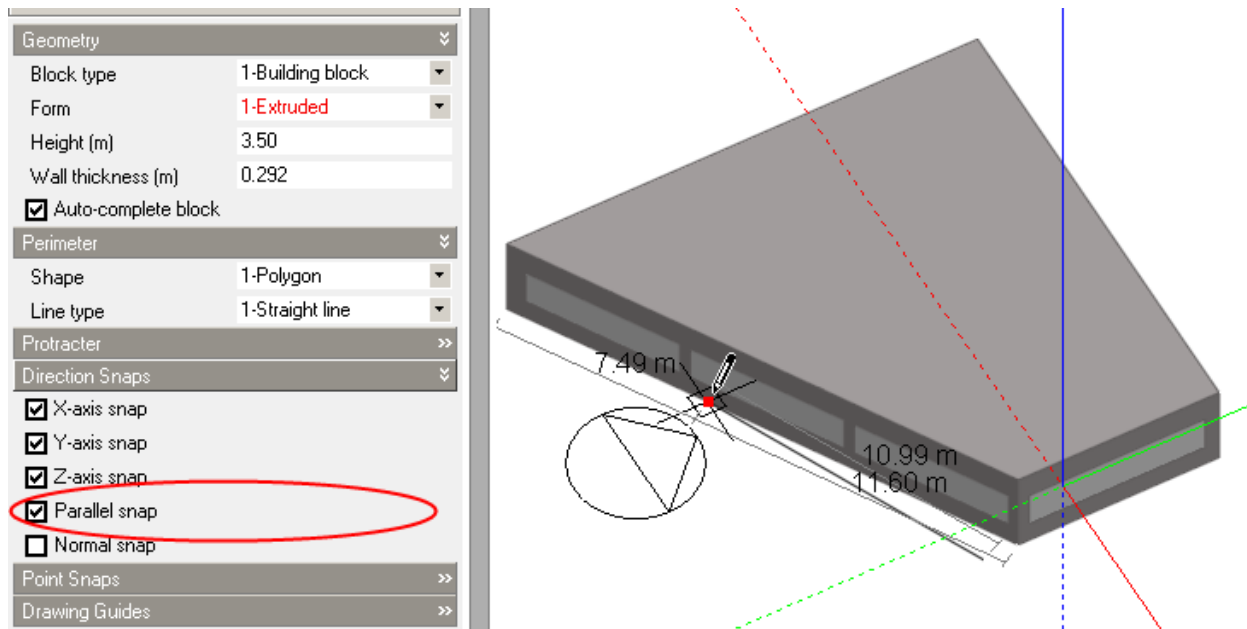 Geometry
Block type 1-Building block
Form 1-Extruded
Height (m) 3.50
Wall thickness (m) 0.292
Auto-complete block
Perimeter
Shape 1-Polygon
Line type 1-Straight line
Protracter
Direction Snaps
X-axis snap
Y-axis snap
Z-axis snap
Parallel snap
Normal snap
Point Snaps
Drawing Guides
7.49 m
10.99 m
11.60 m